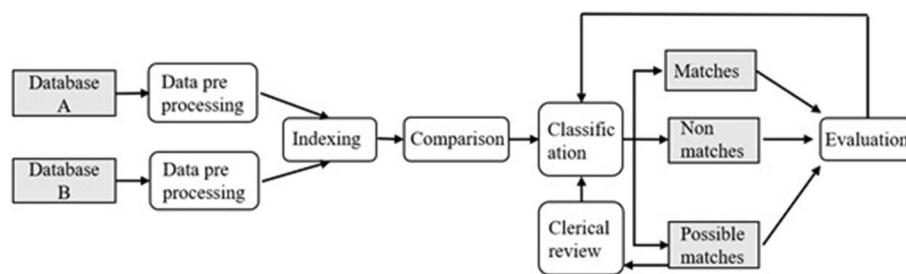 Database
A
Data pre
processing
Database
B
Data pre
processing
Indexing
Comparison
Classific
ation
Clerical
review
Matches
Non
matches
Possible
matches
Evaluation